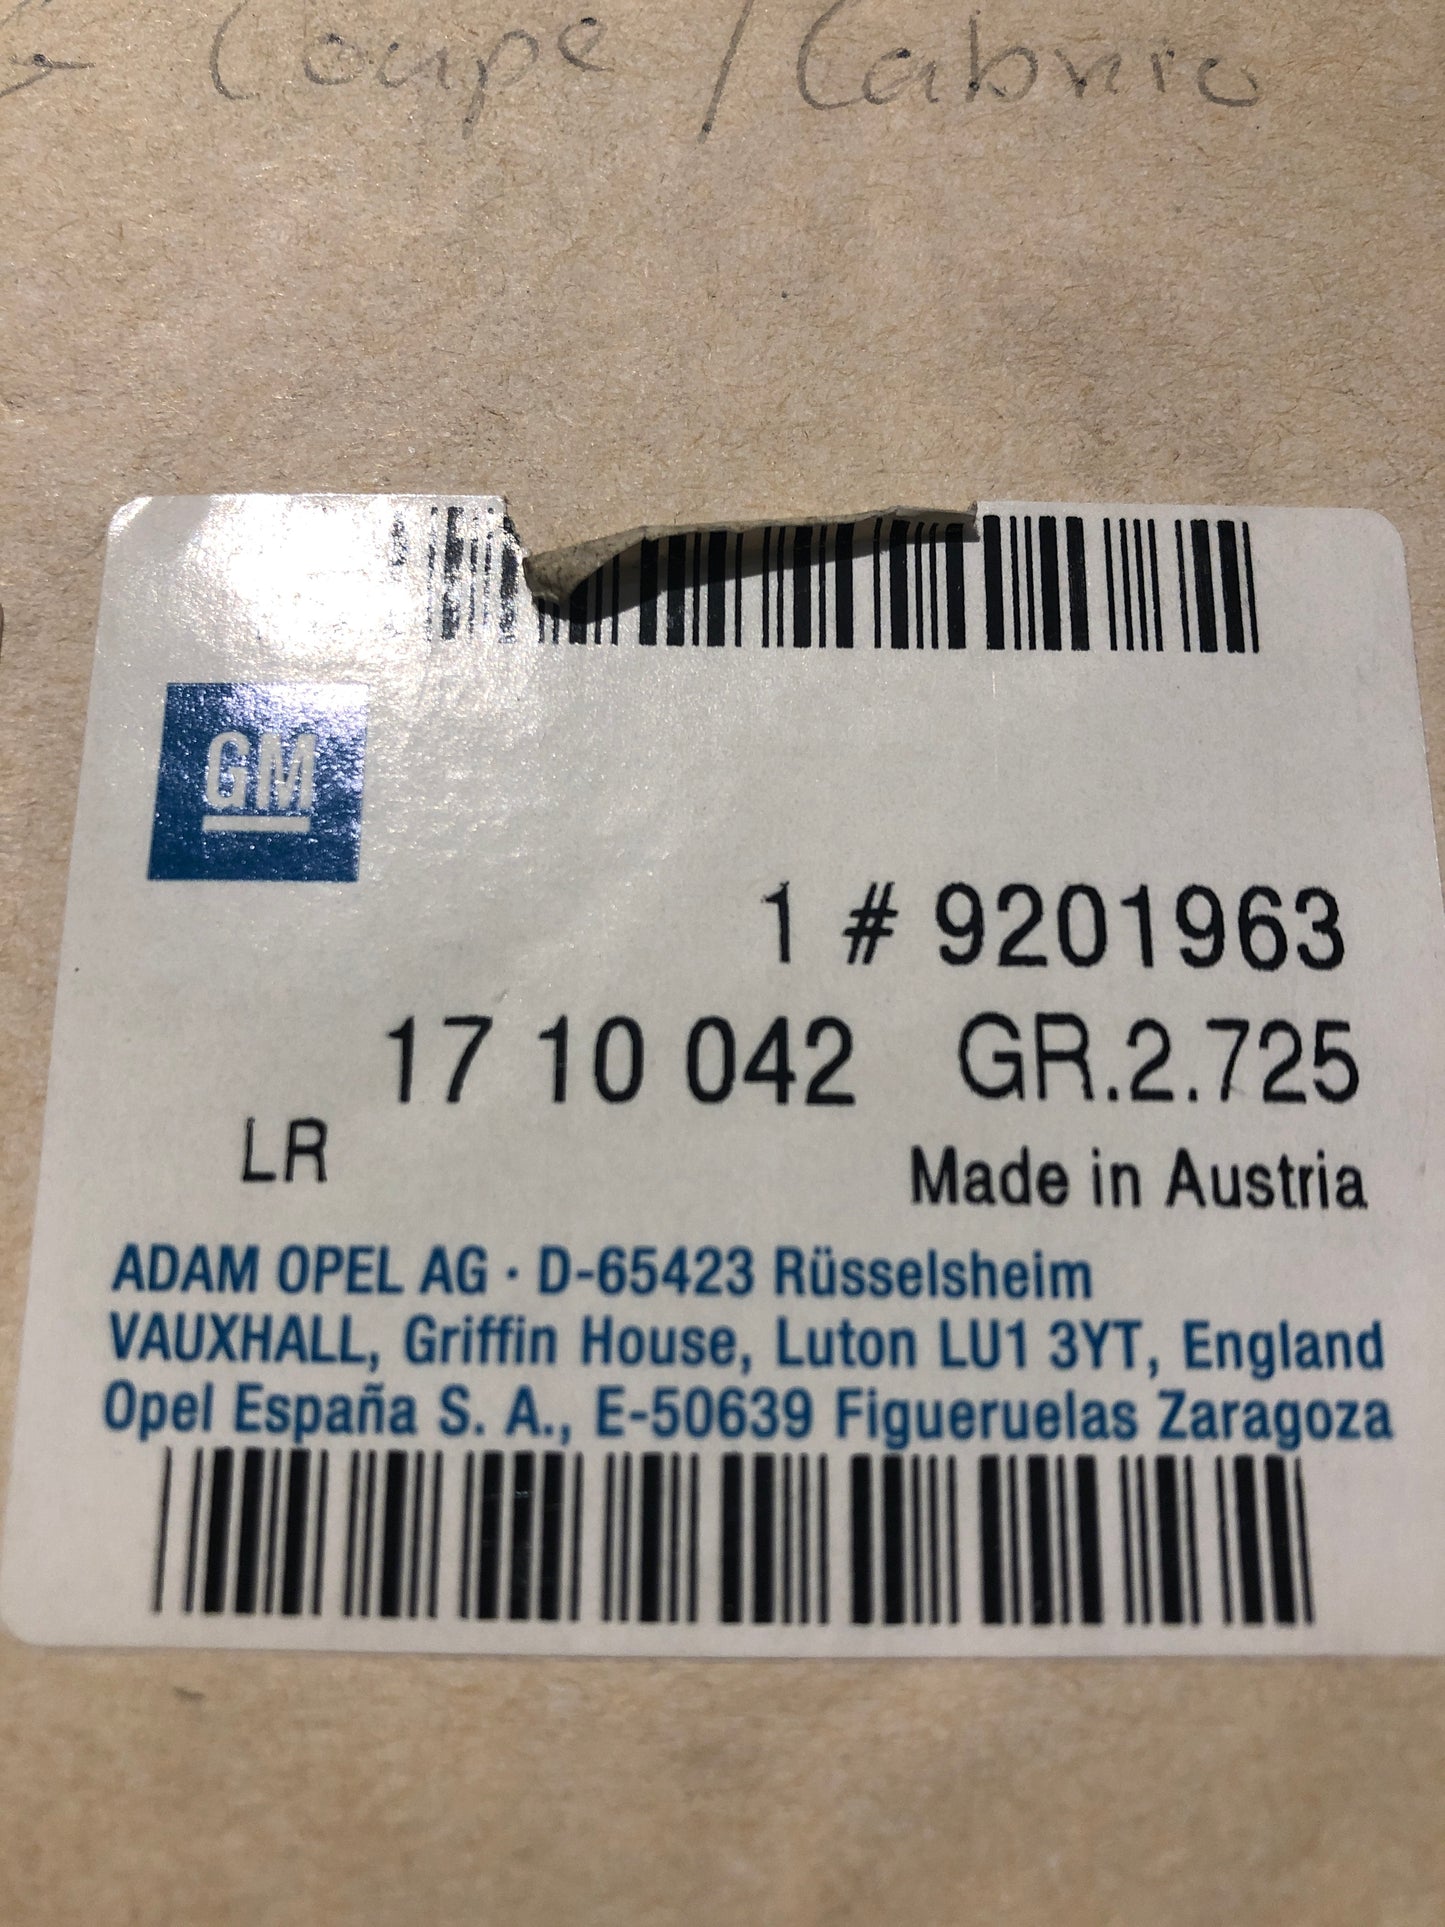 Coupe / Cabrio
GM
1 # 9201963
17 10 042 GR.2.725
LR
Made in Austria
ADAM OPEL AG · D-65423 Rüsselsheim
VAUXHALL, Griffin House, Luton LU1 3YT, England
Opel España S. A., E-50639 Figueruelas Zaragoza